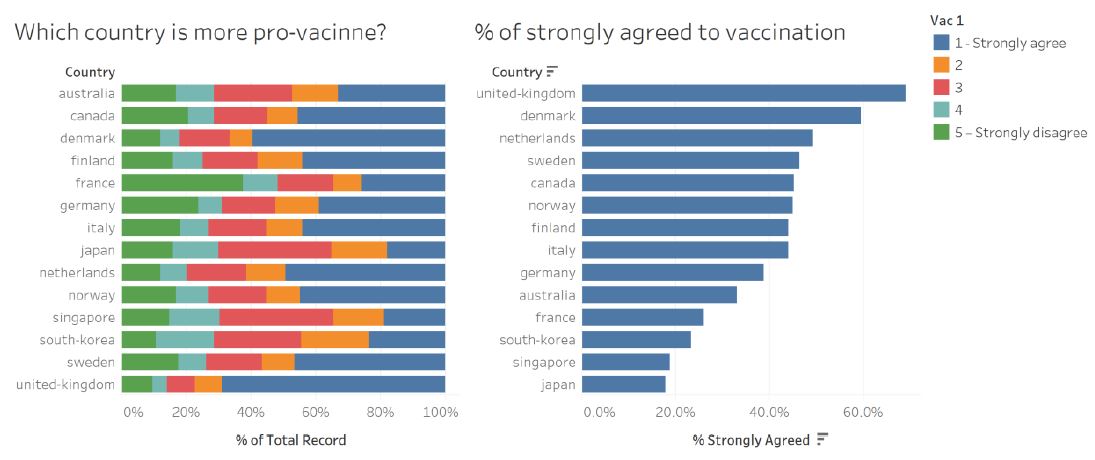 Which country is more pro-vacinne?
Country
australia
canada
denmark
finland
france
germany
italy
japan
netherlands
norway
singapore
south-korea
sweden
united-kingdom
0% 20% 40% 60% 80% 100%
% of Total Record
% of strongly agreed to vaccination
Country
united-kingdom
denmark
netherlands
sweden
canada
norway
finland
italy
germany
australia
france
south-korea
singapore
japan
0.0% 20.0% 40.0% 60.0%
% Strongly Agreed
Vac 1
1 - Strongly agree
2
3
4
5 – Strongly disagree